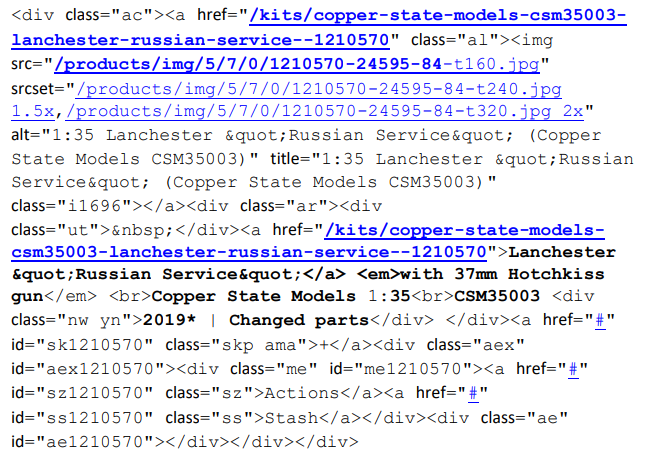 <div class="ac"><a href="/kits/copper-state-models-csm35003-
lanchester-russian-service--1210570" class="al"><img
src="/products/img/5/7/0/1210570-24595-84-t160.jpg"
srcset="/products/img/5/7/0/1210570-24595-84-t240.jpg
1.5x,/products/img/5/7/0/1210570-24595-84-t320.jpg 2x"
alt="1:35 Lanchester &quot;Russian Service&quot; (Copper
State Models CSM35003)" title="1:35 Lanchester &quot;Russian
Service&quot; (Copper State Models CSM35003)"
class="i1696"></a><div class="ar"><div
class="ut">&nbsp;</div><a href="/kits/copper-state-models-
csm35003-lanchester-russian-service--1210570">Lanchester
&quot;Russian Service&quot;</a> <em>with 37mm Hotchkiss
gun</em> <br>Copper State Models 1:35<br>CSM35003 <div
class="nw yn">2019* | Changed parts</div> </div><a href="#"
id="sk1210570" class="skp ama">+</a><div class="aex"
id="aex1210570"><div class="me" id="me1210570"><a href="#"
id="sz1210570" class="sz">Actions</a><a href="#"
id="ss1210570" class="ss">Stash</a></div><div class="ae"
id="ae1210570"></div></div></div>